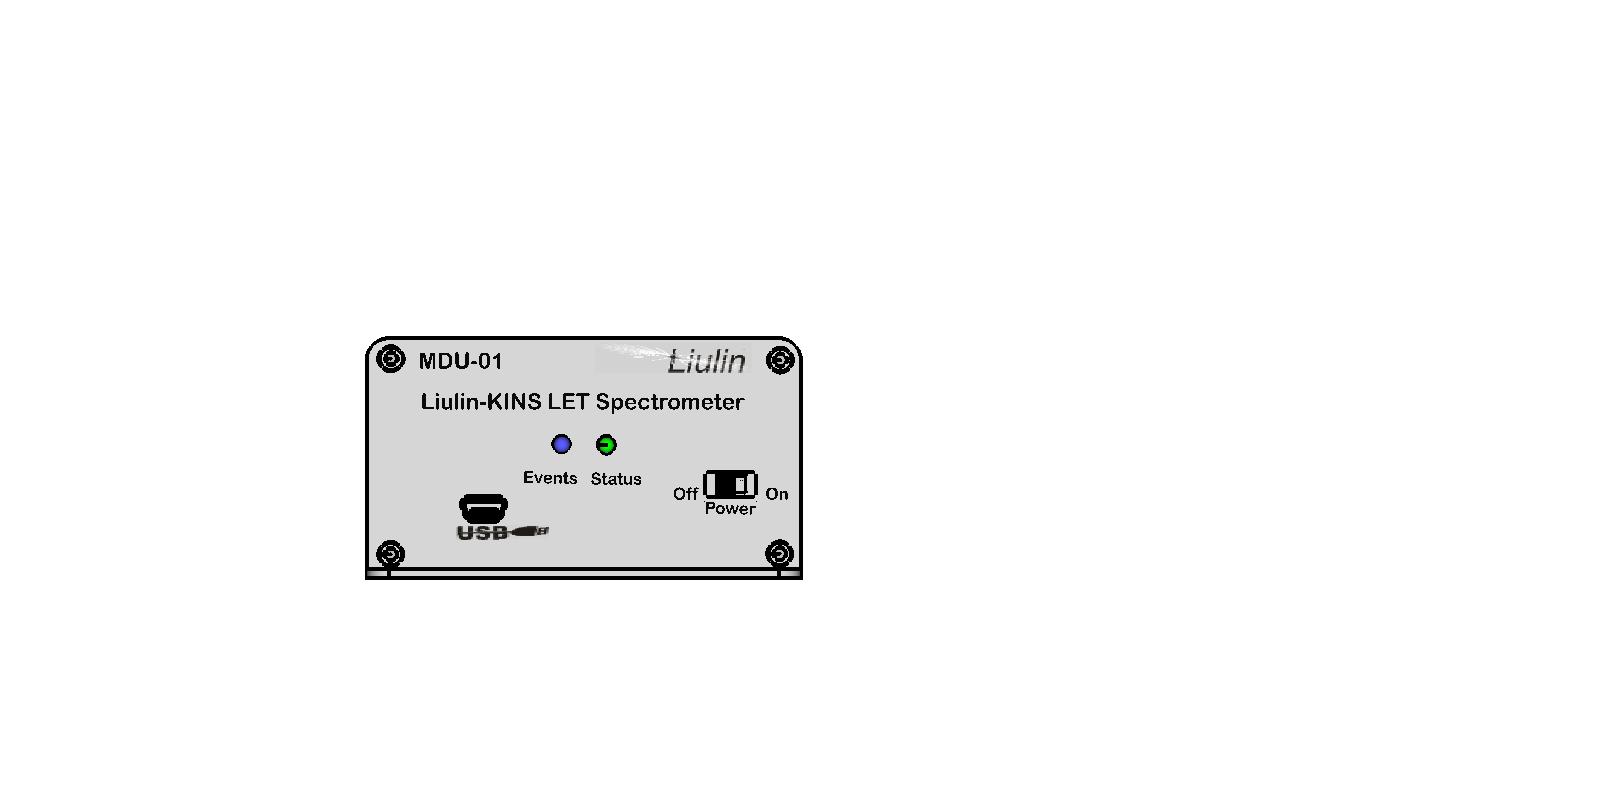 MDU-01 Liulin
Liulin-KINS LET Spectrometer
Events Status
Off On
Power
USB